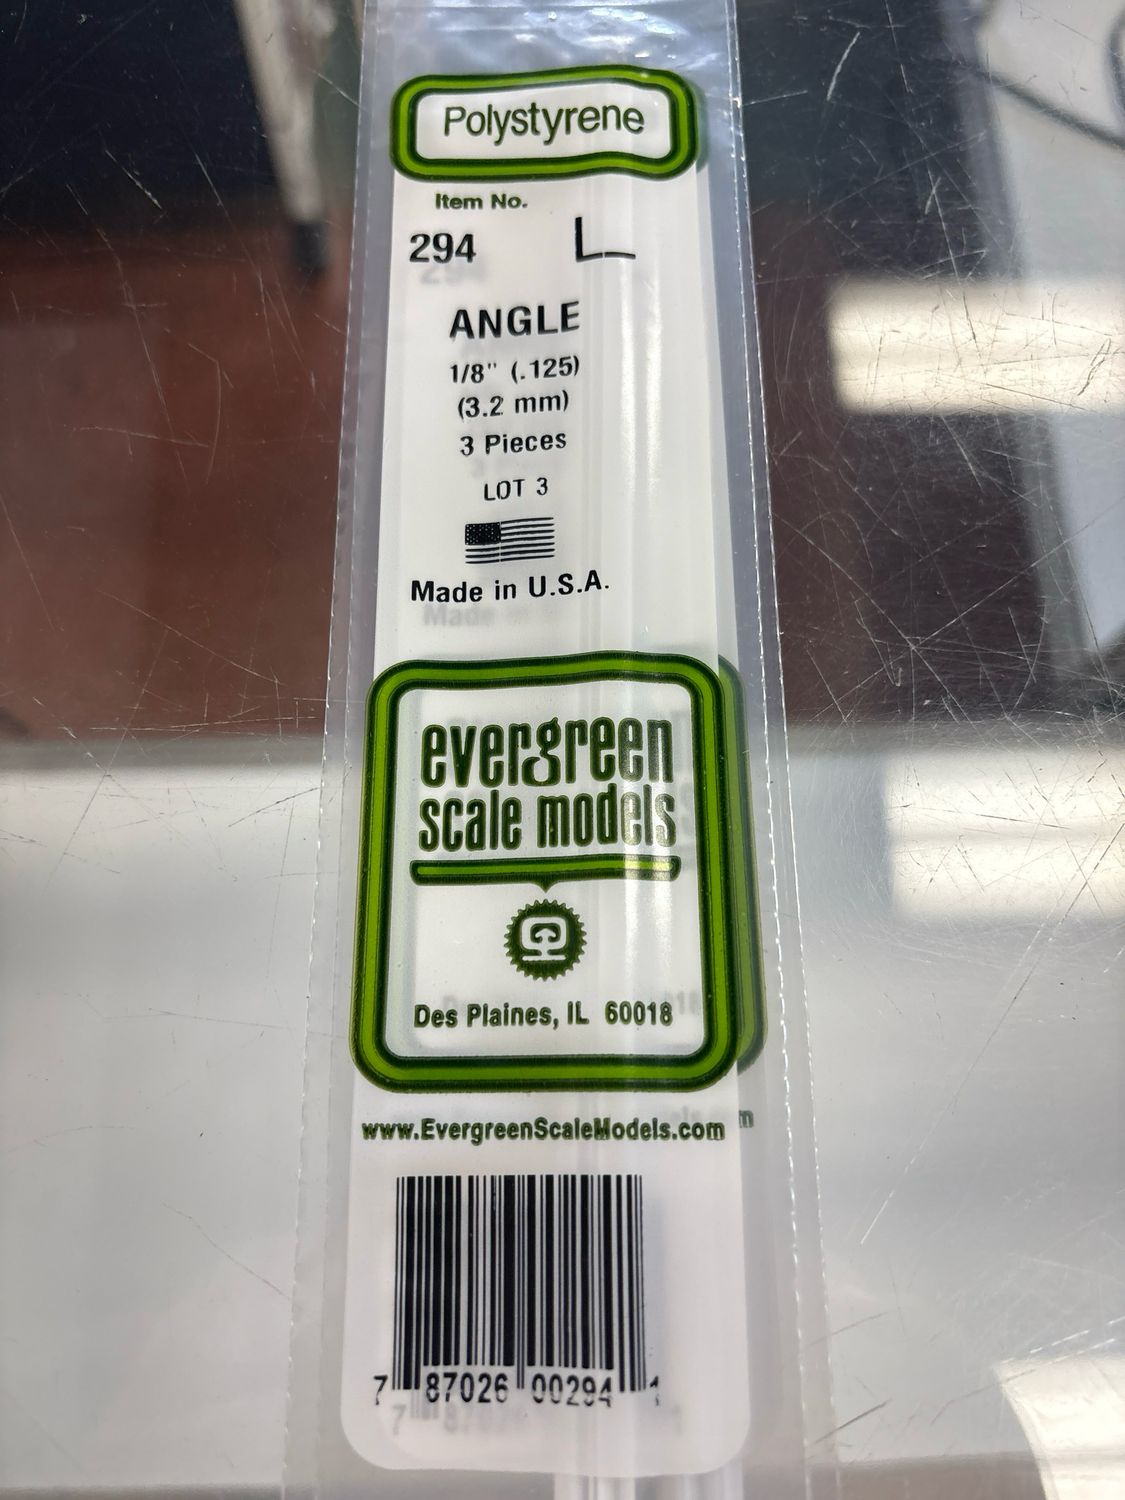 Polystyrene
Item No.
294
ANGLE
1/8" (.125)
(3.2 mm)
3 Pieces
LOT 3
Made in U.S.A.
evergreen
scale models
Des Plaines, IL 60018
www.EvergreenScaleModels.com
7 87026 00294 1